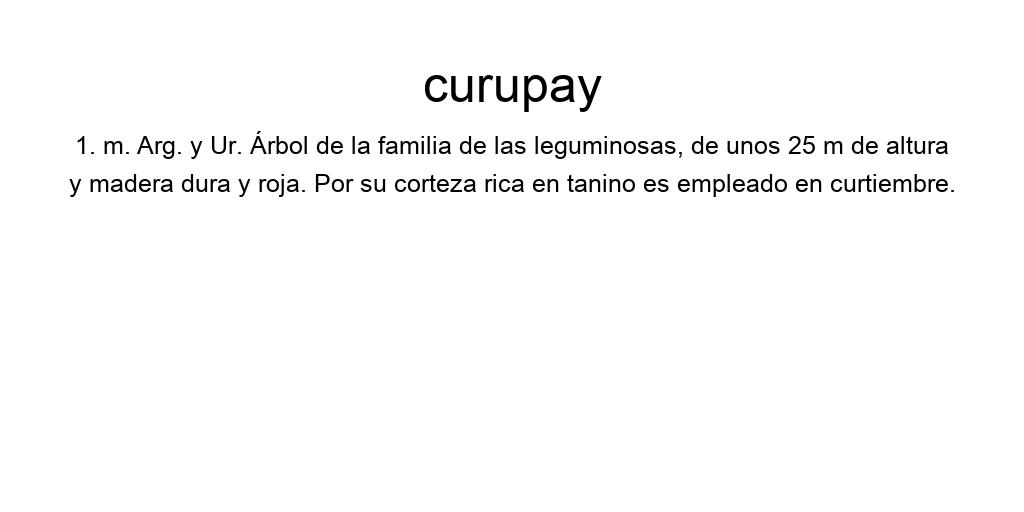 curupay
1. m. Arg. y Ur. Árbol de la familia de las leguminosas, de unos 25 m de altura
y madera dura y roja. Por su corteza rica en tanino es empleado en curtiembre.